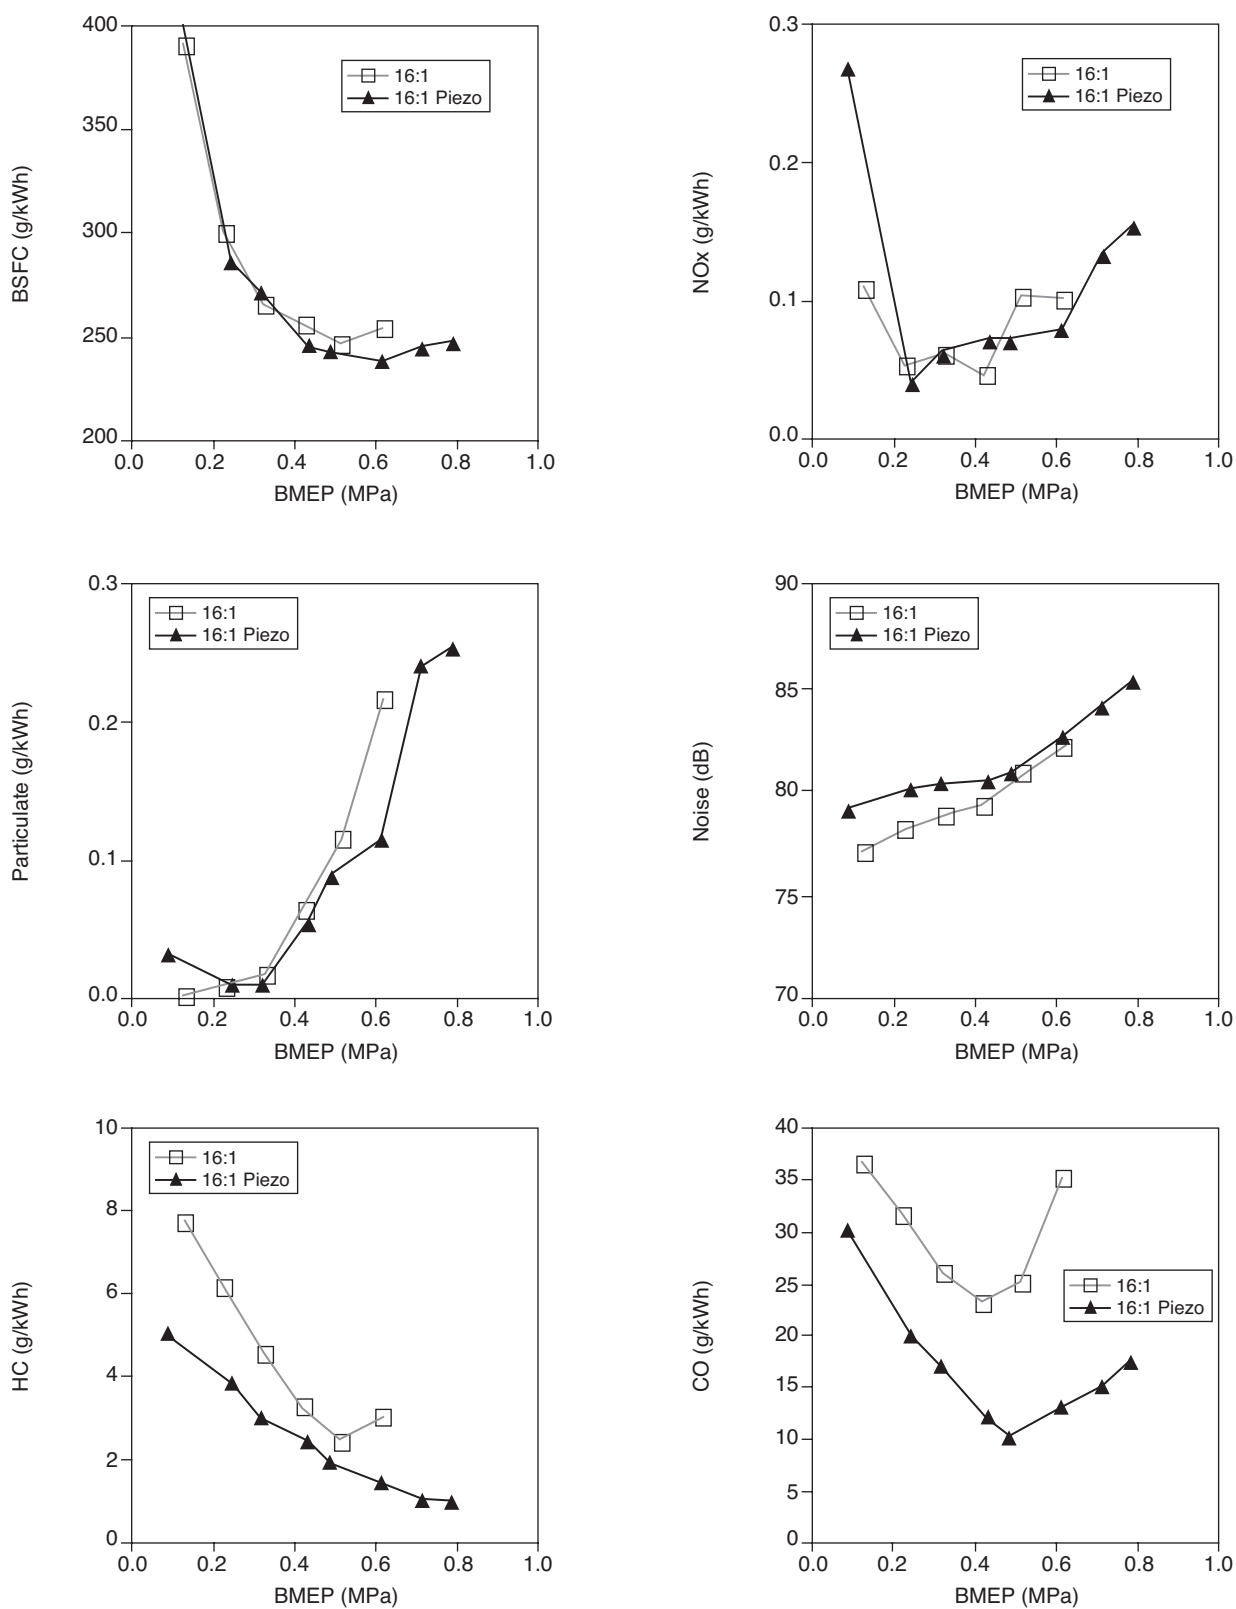 400
350
300
250
200
BSFC (g/kWh)
16:1
16:1 Piezo
0.0 0.2 0.4 0.6 0.8 1.0
BMEP (MPa)
0.3
0.2
0.1
0.0
NOx (g/kWh)
16:1
16:1 Piezo
0.0 0.2 0.4 0.6 0.8 1.0
BMEP (MPa)
0.3
0.2
0.1
0.0
Particulate (g/kWh)
16:1
16:1 Piezo
0.0 0.2 0.4 0.6 0.8 1.0
BMEP (MPa)
90
85
80
75
70
Noise (dB)
16:1
16:1 Piezo
0.0 0.2 0.4 0.6 0.8 1.0
BMEP (MPa)
10
8
6
4
2
0
HC (g/kWh)
16:1
16:1 Piezo
0.0 0.2 0.4 0.6 0.8 1.0
BMEP (MPa)
40
35
30
25
20
15
10
5
0
CO (g/kWh)
16:1
16:1 Piezo
0.0 0.2 0.4 0.6 0.8 1.0
BMEP (MPa)